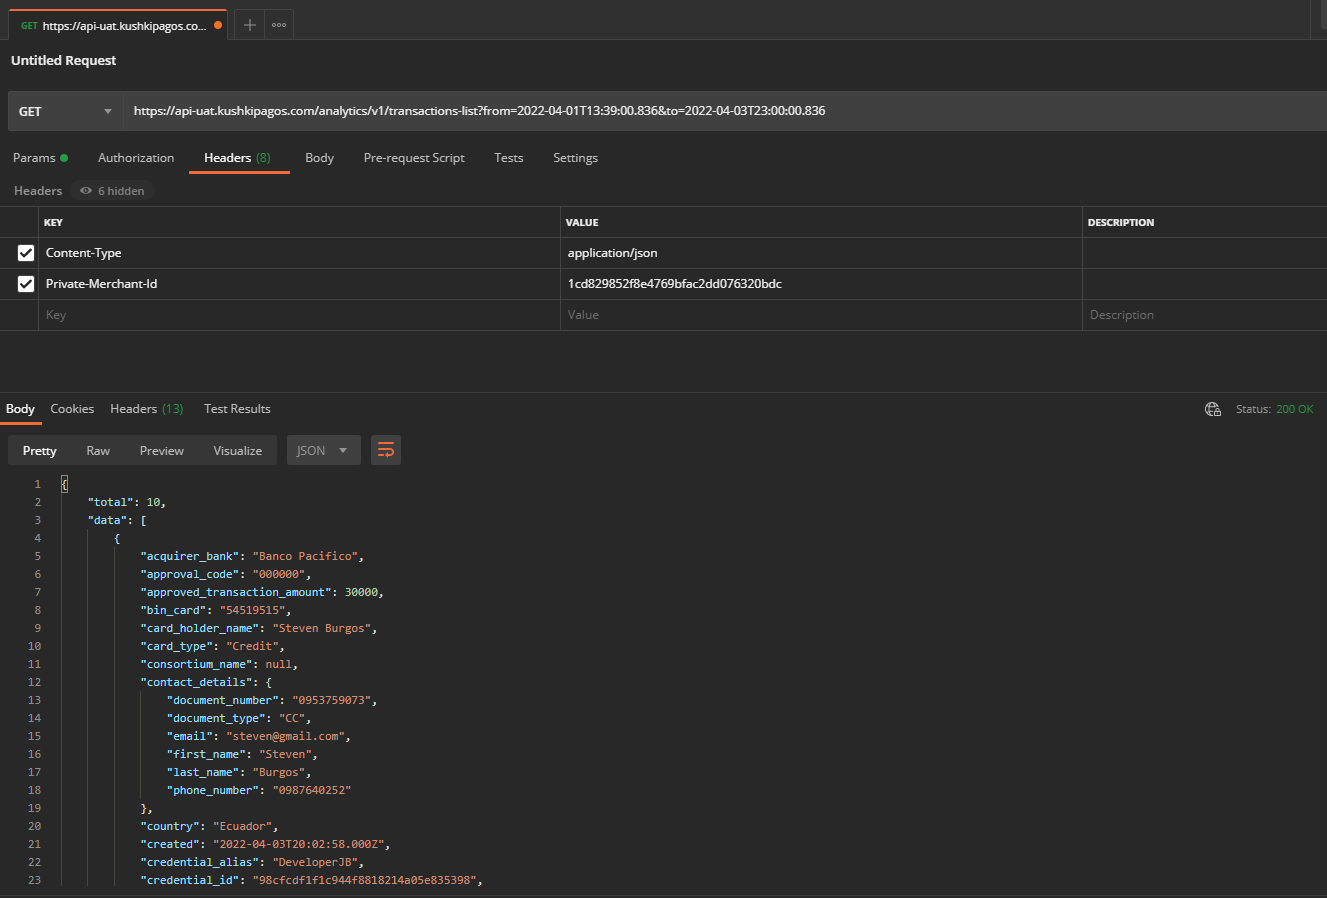 GET https://api-uat.kushkipagos.co...
Untitled Request
GET https://api-uat.kushkipagos.com/analytics/v1/transactions-list?from=2022-04-01T13:39:00.836&to=2022-04-03T23:00:00.836
Params Authorization Headers (8) Body Pre-request Script Tests Settings
Headers 6 hidden
KEY VALUE DESCRIPTION
Content-Type application/json
Private-Merchant-Id 1cd829852f8e4769bfac2dd076320bdc
Key Value Description
Body Cookies Headers (13) Test Results Status: 200 OK
Pretty Raw Preview Visualize JSON
1 {
2 "total": 10,
3 "data": [
4 {
5 "acquirer_bank": "Banco Pacifico",
6 "approval_code": "000000",
7 "approved_transaction_amount": 30000,
8 "bin_card": "54519515",
9 "card_holder_name": "Steven Burgos",
10 "card_type": "Credit",
11 "consortium_name": null,
12 "contact_details": {
13 "document_number": "0953759073",
14 "document_type": "CC",
15 "email": "steven@gmail.com",
16 "first_name": "Steven",
17 "last_name": "Burgos",
18 "phone_number": "0987640252"
19 },
20 "country": "Ecuador",
21 "created": "2022-04-03T20:02:58.000Z",
22 "credential_alias": "DeveloperJB",
23 "credential_id": "98cfcdf1f1c944f8818214a05e835398",